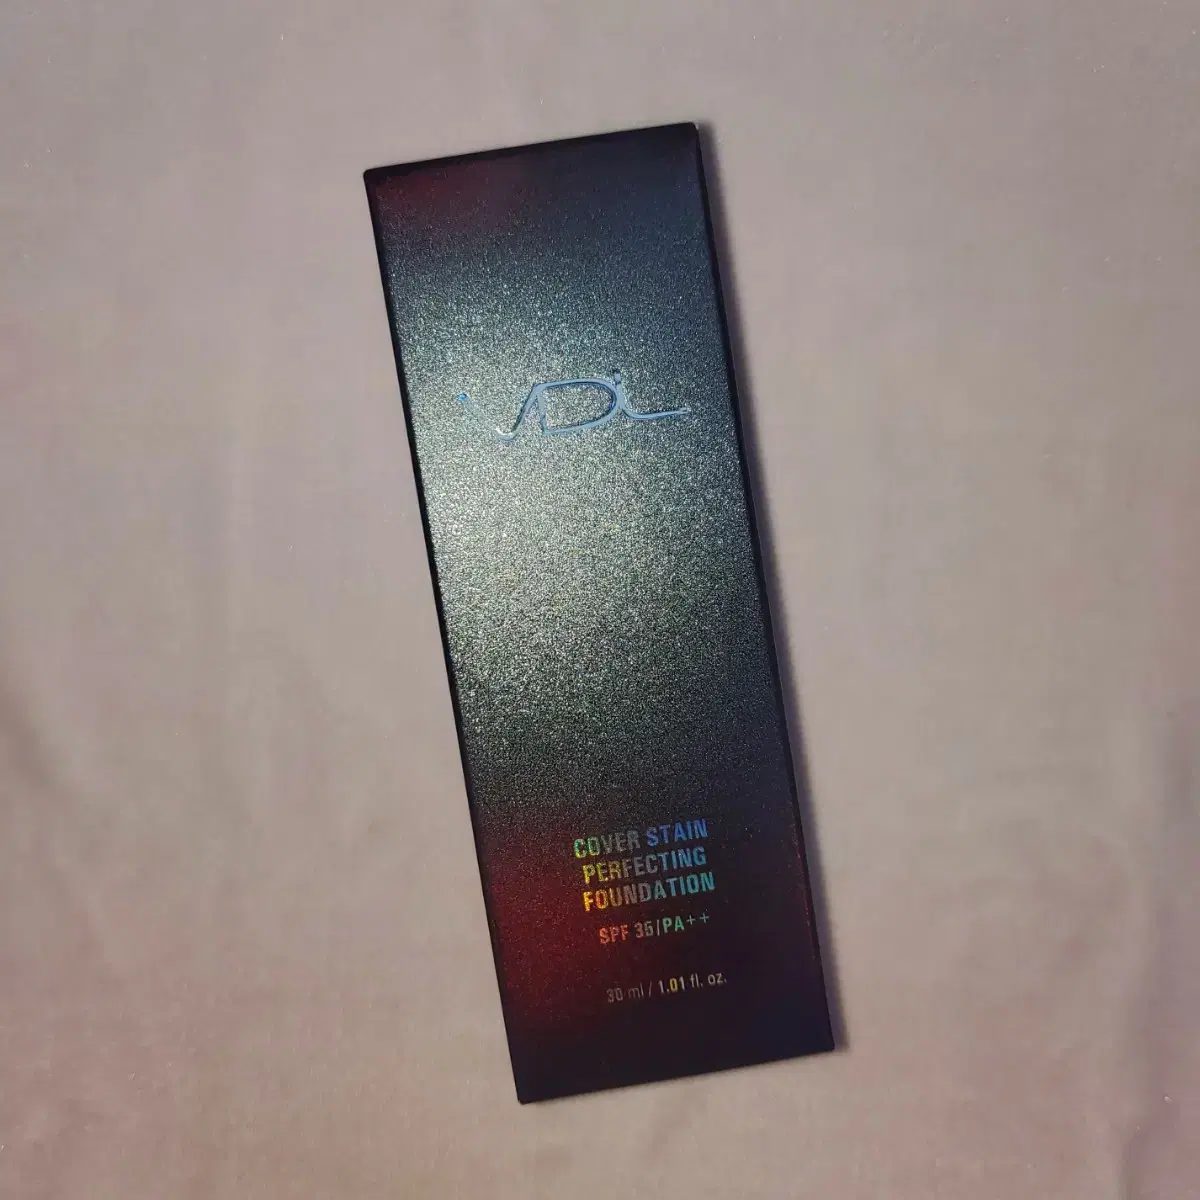 VDL
COVER STAIN
PERFECTING
FOUNDATION
SPF 35/PA++
30 ml / 1.01 fl. oz.